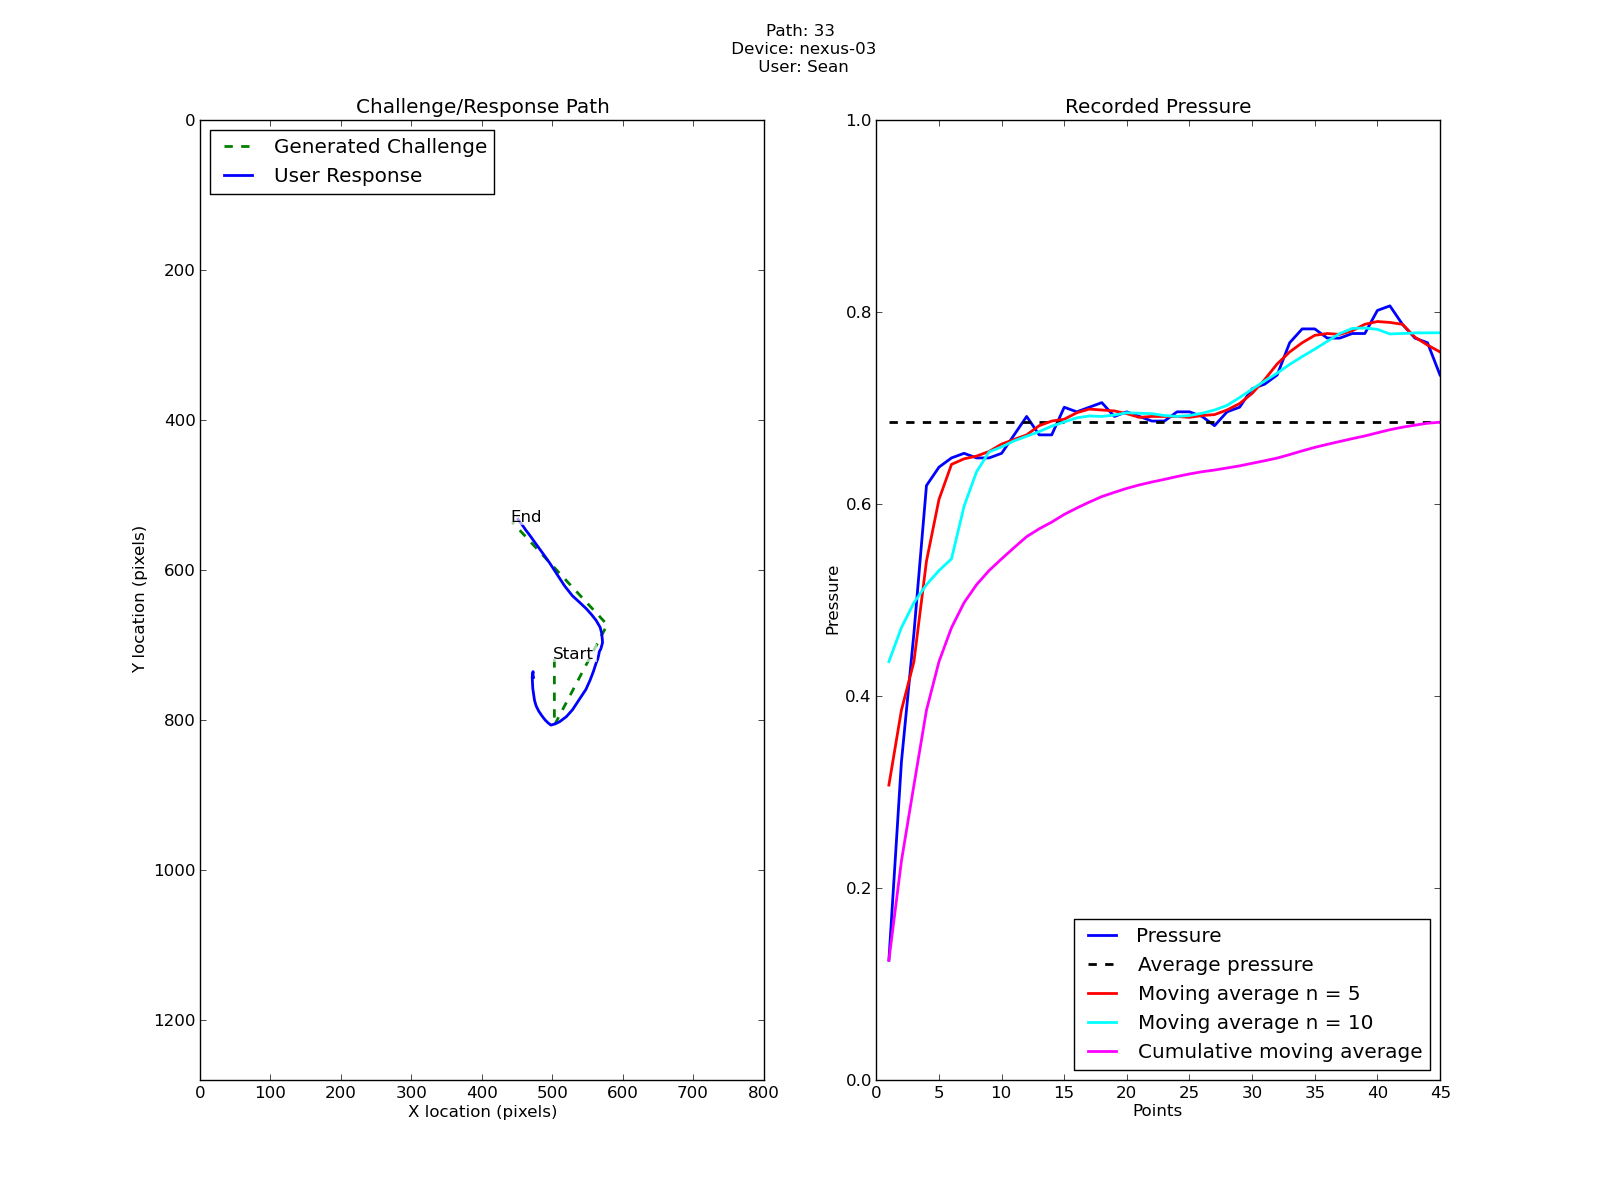 Path: 33
Device: nexus-03
User: Sean
Challenge/Response Path
Generated Challenge
User Response
0
200
400
600
800
1000
1200
Y location (pixels)
End
Start
0 100 200 300 400 500 600 700 800
X location (pixels)
Recorded Pressure
1.0
0.8
0.6
0.4
0.2
0.0
Pressure
Pressure
Average pressure
Moving average n = 5
Moving average n = 10
Cumulative moving average
0 5 10 15 20 25 30 35 40 45
Points